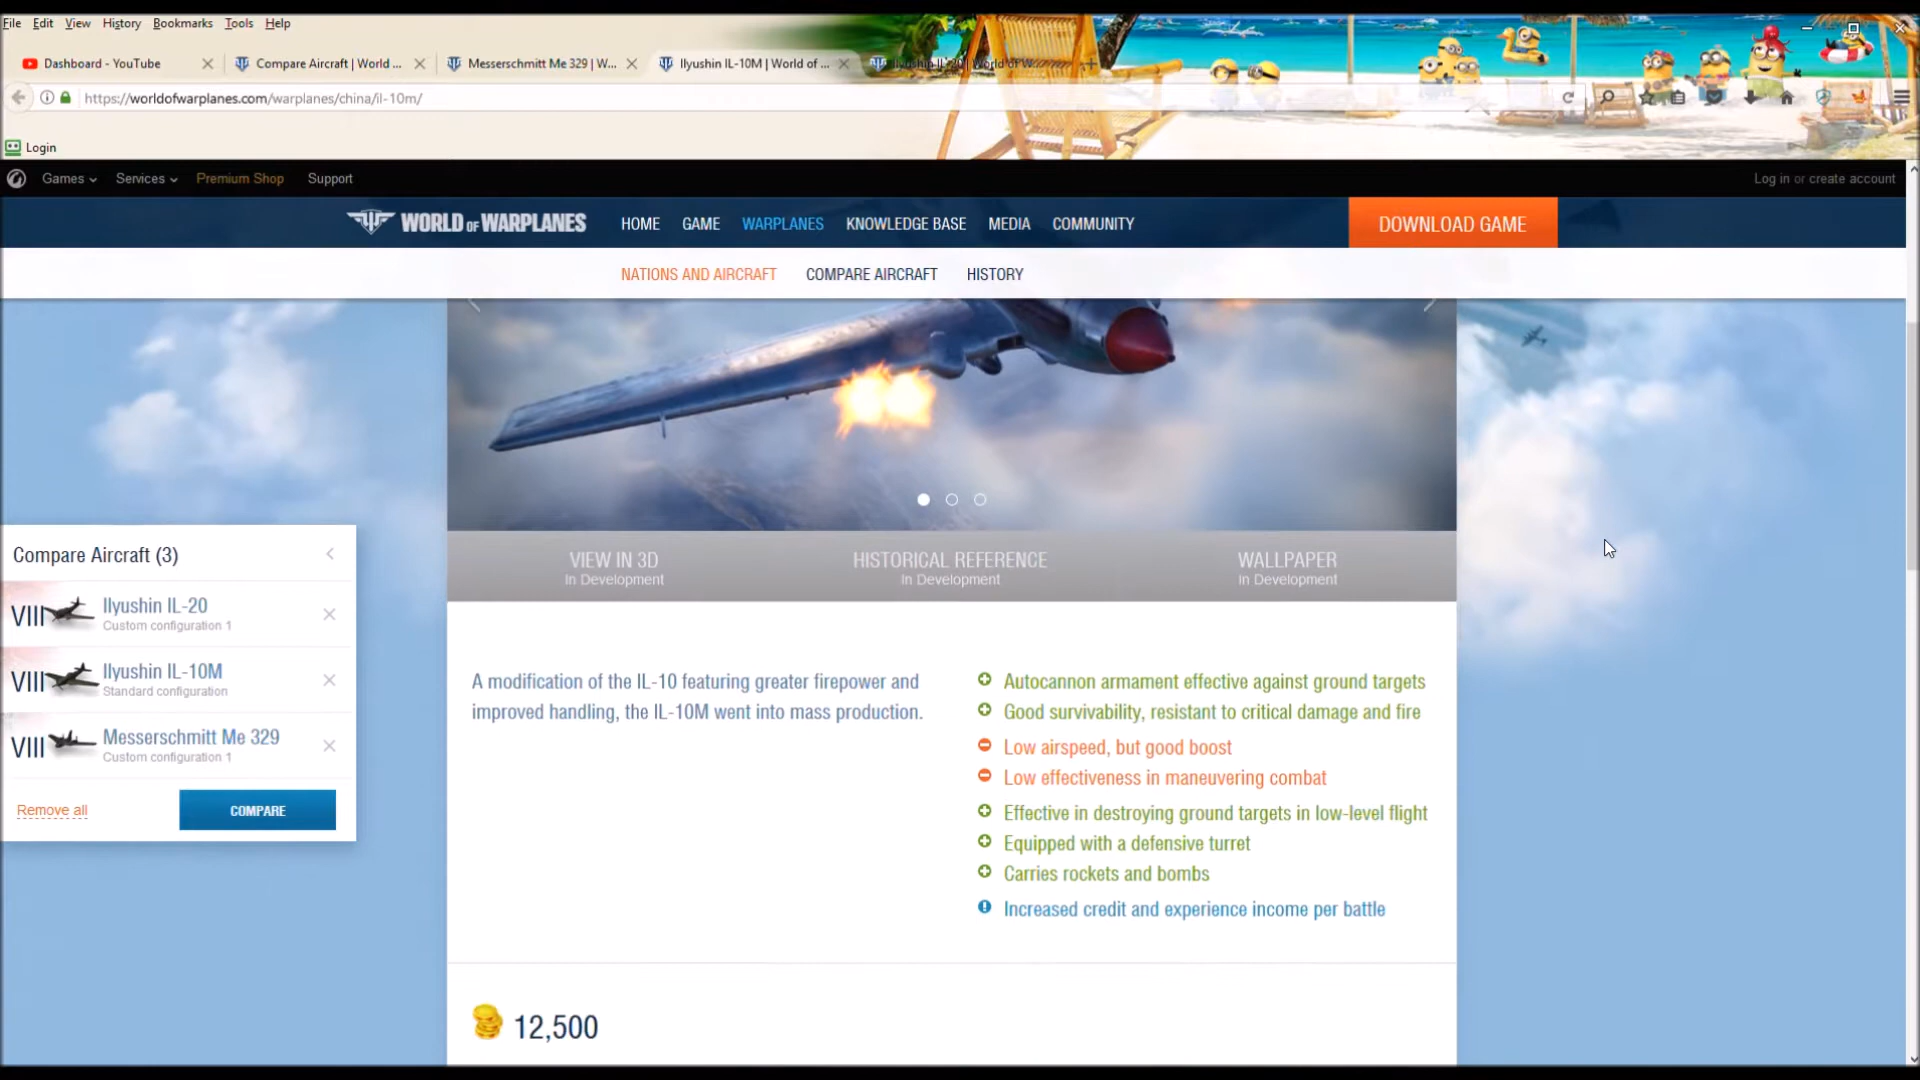 File Edit View History Bookmarks Tools Help
Dashboard - YouTube
Compare Aircraft | World ...
Messerschmitt Me 329 | W...
Ilyushin IL-10M | World of ...
https://worldofwarplanes.com/warplanes/china/il-10m/
Login
Games Services Premium Shop Support
Log in or create account
WORLD OF WARPLANES
HOME GAME WARPLANES KNOWLEDGE BASE MEDIA COMMUNITY
DOWNLOAD GAME
NATIONS AND AIRCRAFT COMPARE AIRCRAFT HISTORY
VIEW IN 3D
In Development
HISTORICAL REFERENCE
In Development
WALLPAPER
In Development
Compare Aircraft (3)
VIII Ilyushin IL-20
Custom configuration 1
VIII Ilyushin IL-10M
Standard configuration
VIII Messerschmitt Me 329
Custom configuration 1
Remove all
COMPARE
A modification of the IL-10 featuring greater firepower and
improved handling, the IL-10M went into mass production.
Autocannon armament effective against ground targets
Good survivability, resistant to critical damage and fire
Low airspeed, but good boost
Low effectiveness in maneuvering combat
Effective in destroying ground targets in low-level flight
Equipped with a defensive turret
Carries rockets and bombs
Increased credit and experience income per battle
12,500